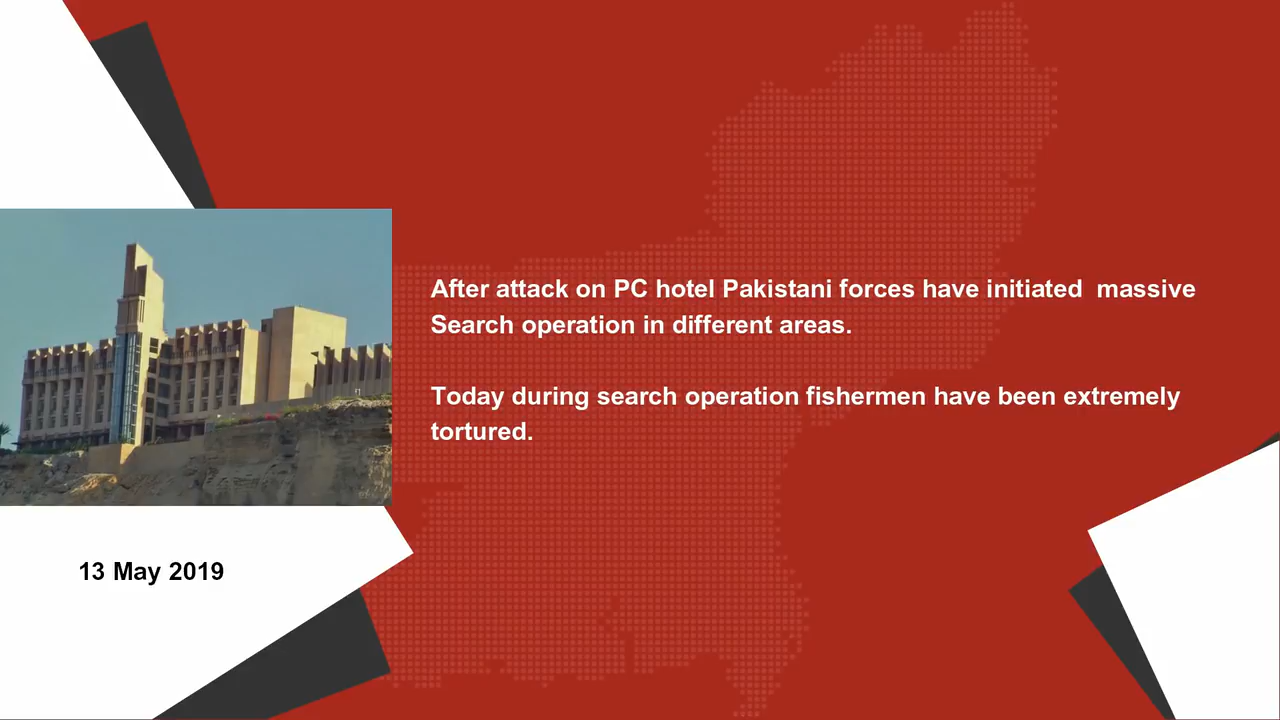 After attack on PC hotel Pakistani forces have initiated  massive
Search operation in different areas.
Today during search operation fishermen have been extremely
tortured.
13 May 2019